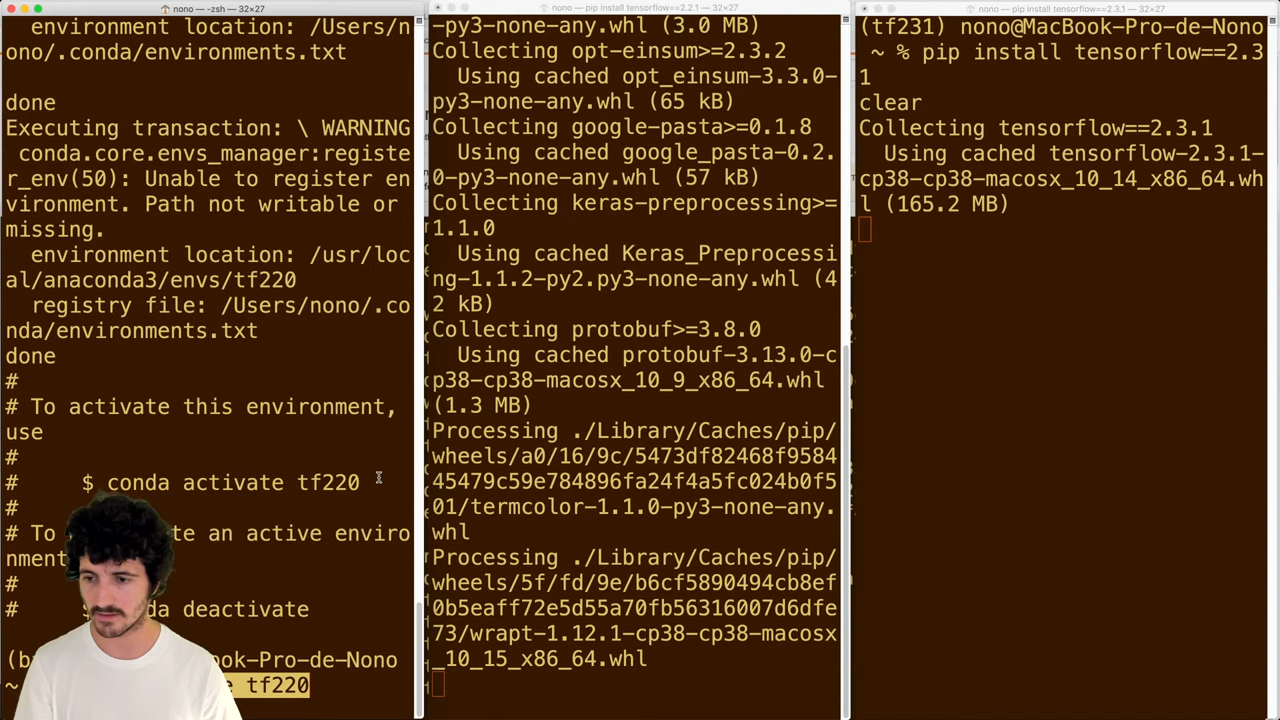 nono — -zsh — 32×27
environment location: /Users/n
ono/.conda/environments.txt
done
Executing transaction: \ WARNING
conda.core.envs_manager:registe
r_env(50): Unable to register en
vironment. Path not writable or
missing.
environment location: /usr/loc
al/anaconda3/envs/tf220
registry file: /Users/nono/.co
nda/environments.txt
done
#
# To activate this environment,
use
#
# $ conda activate tf220
#
# To te an active enviro
nment
#
# da deactivate
(b ook-Pro-de-Nono
~ tf220
nono — pip install tensorflow==2.2.1 — 32×27
-py3-none-any.whl (3.0 MB)
Collecting opt-einsum>=2.3.2
Using cached opt_einsum-3.3.0-
py3-none-any.whl (65 kB)
Collecting google-pasta>=0.1.8
Using cached google_pasta-0.2.
0-py3-none-any.whl (57 kB)
Collecting keras-preprocessing>=
1.1.0
Using cached Keras_Preprocessi
ng-1.1.2-py2.py3-none-any.whl (4
2 kB)
Collecting protobuf>=3.8.0
Using cached protobuf-3.13.0-c
p38-cp38-macosx_10_9_x86_64.whl
(1.3 MB)
Processing ./Library/Caches/pip/
wheels/a0/16/9c/5473df82468f9584
45479c59e784896fa24f4a5fc024b0f5
01/termcolor-1.1.0-py3-none-any.
whl
Processing ./Library/Caches/pip/
wheels/5f/fd/9e/b6cf5890494cb8ef
0b5eaff72e5d55a70fb56316007d6dfe
73/wrapt-1.12.1-cp38-cp38-macosx
_10_15_x86_64.whl
nono — pip install tensorflow==2.3.1 — 32×27
(tf231) nono@MacBook-Pro-de-Nono
~ % pip install tensorflow==2.3.
1
clear
Collecting tensorflow==2.3.1
Using cached tensorflow-2.3.1-
cp38-cp38-macosx_10_14_x86_64.wh
l (165.2 MB)